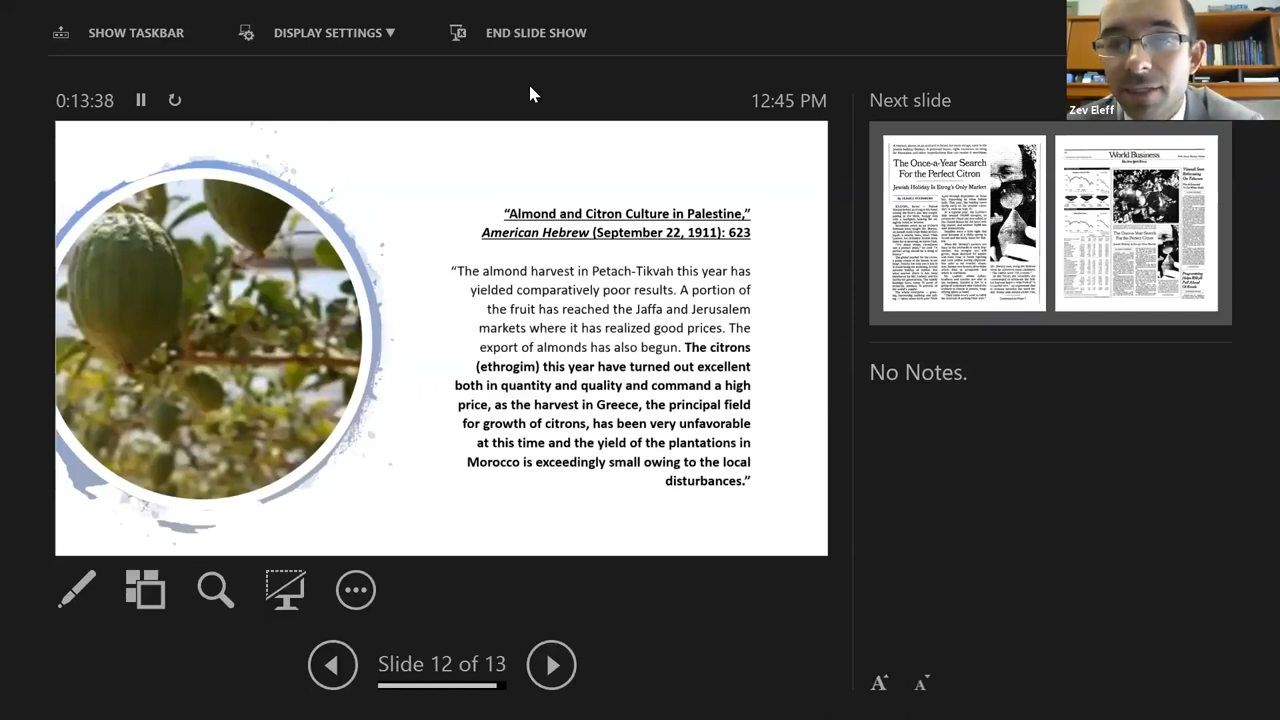 SHOW TASKBAR
DISPLAY SETTINGS ▼
END SLIDE SHOW
0:13:38
12:45 PM
Next slide
Zev Eleff
“Almond and Citron Culture in Palestine,”
American Hebrew (September 22, 1911): 623
“The almond harvest in Petach-Tikvah this year has
yielded comparatively poor results. A portion of
the fruit has reached the Jaffa and Jerusalem
markets where it has realized good prices. The
export of almonds has also begun. The citrons
(ethrogim) this year have turned out excellent
both in quantity and quality and command a high
price, as the harvest in Greece, the principal field
for growth of citrons, has been very unfavorable
at this time and the yield of the plantations in
Morocco is exceedingly small owing to the local
disturbances.”
The Once-a-Year Search
For the Perfect Citron
Jewish Holiday Is Etrog's Only Market
World Business
No Notes.
Slide 12 of 13
A
A